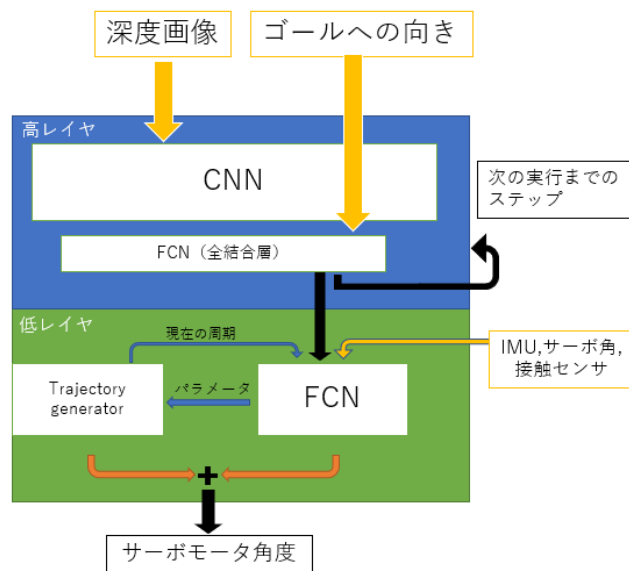 深度画像
ゴールへの向き
高レイヤ
CNN
次の実行までの
ステップ
FCN（全結合層）
低レイヤ
現在の周期
IMU,サーボ角,
接触センサ
Trajectory
generator
パラメータ
FCN
+
サーボモータ角度